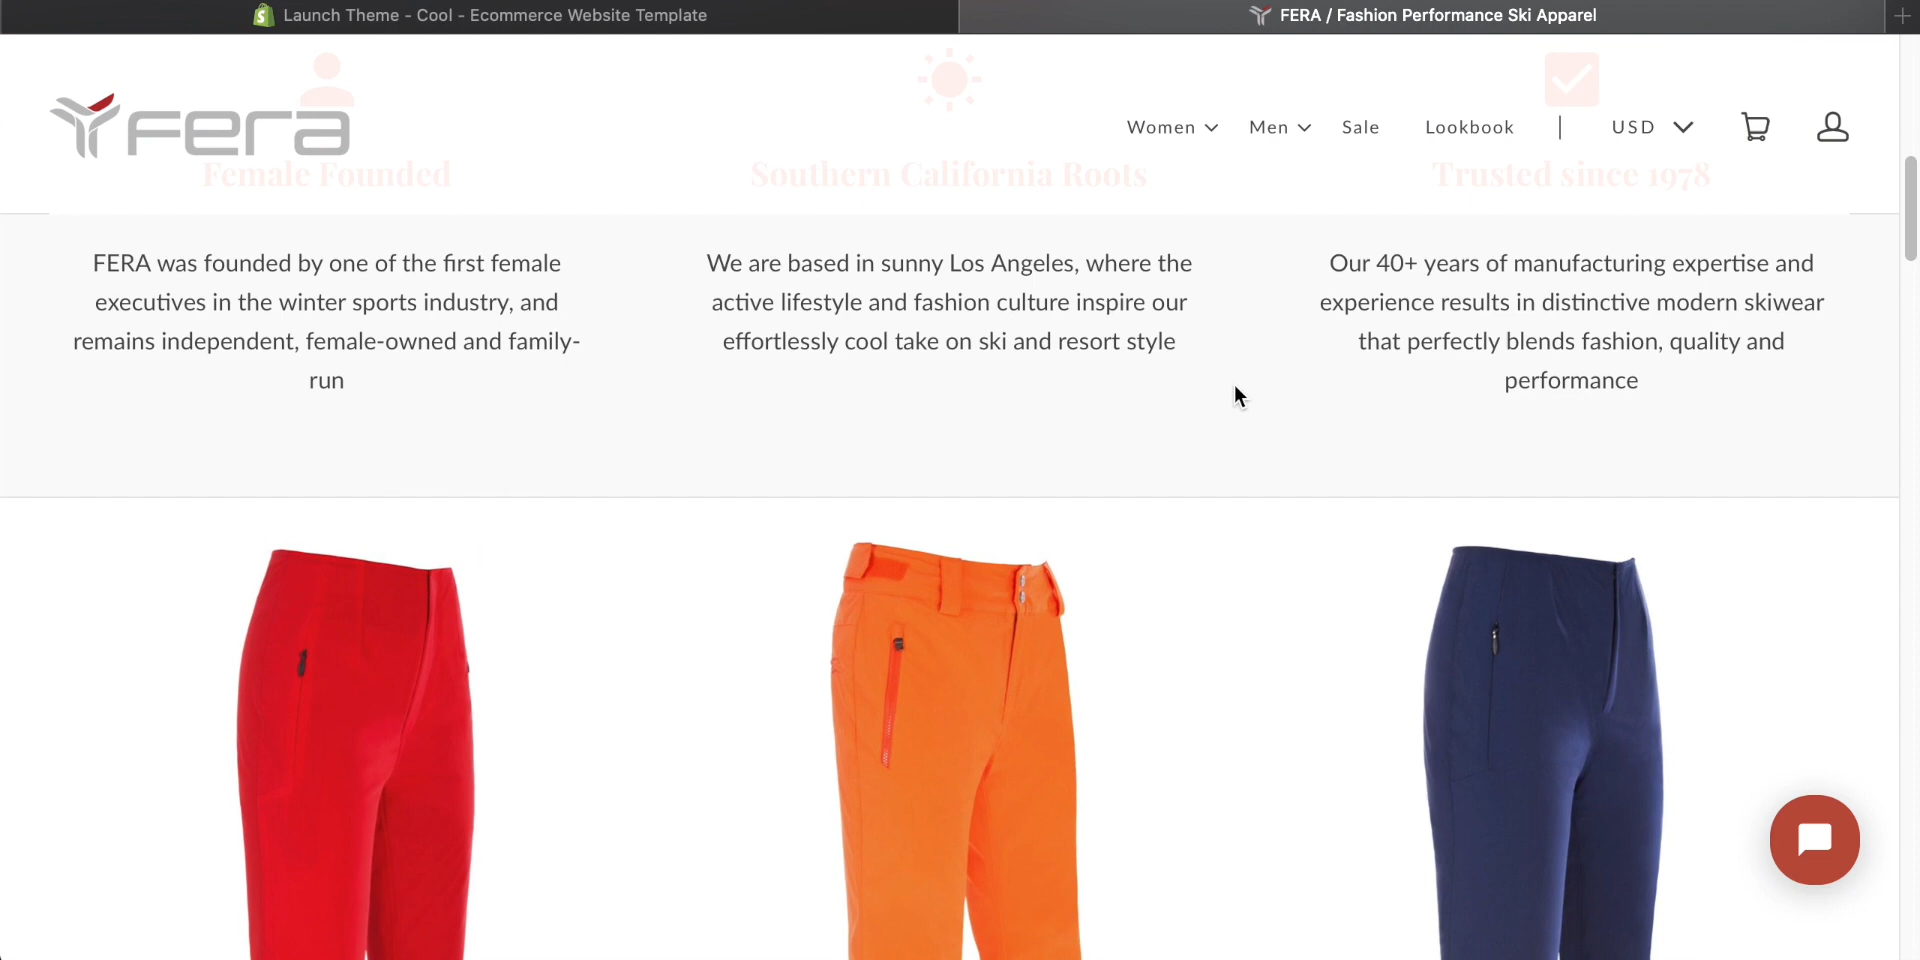 Launch Theme - Cool - Ecommerce Website Template
FERA / Fashion Performance Ski Apparel
fera
Women
Men
Sale
Lookbook
USD
Female Founded
Southern California Roots
Trusted since 1978
FERA was founded by one of the first female
executives in the winter sports industry, and
remains independent, female-owned and family-
run
We are based in sunny Los Angeles, where the
active lifestyle and fashion culture inspire our
effortlessly cool take on ski and resort style
Our 40+ years of manufacturing expertise and
experience results in distinctive modern skiwear
that perfectly blends fashion, quality and
performance